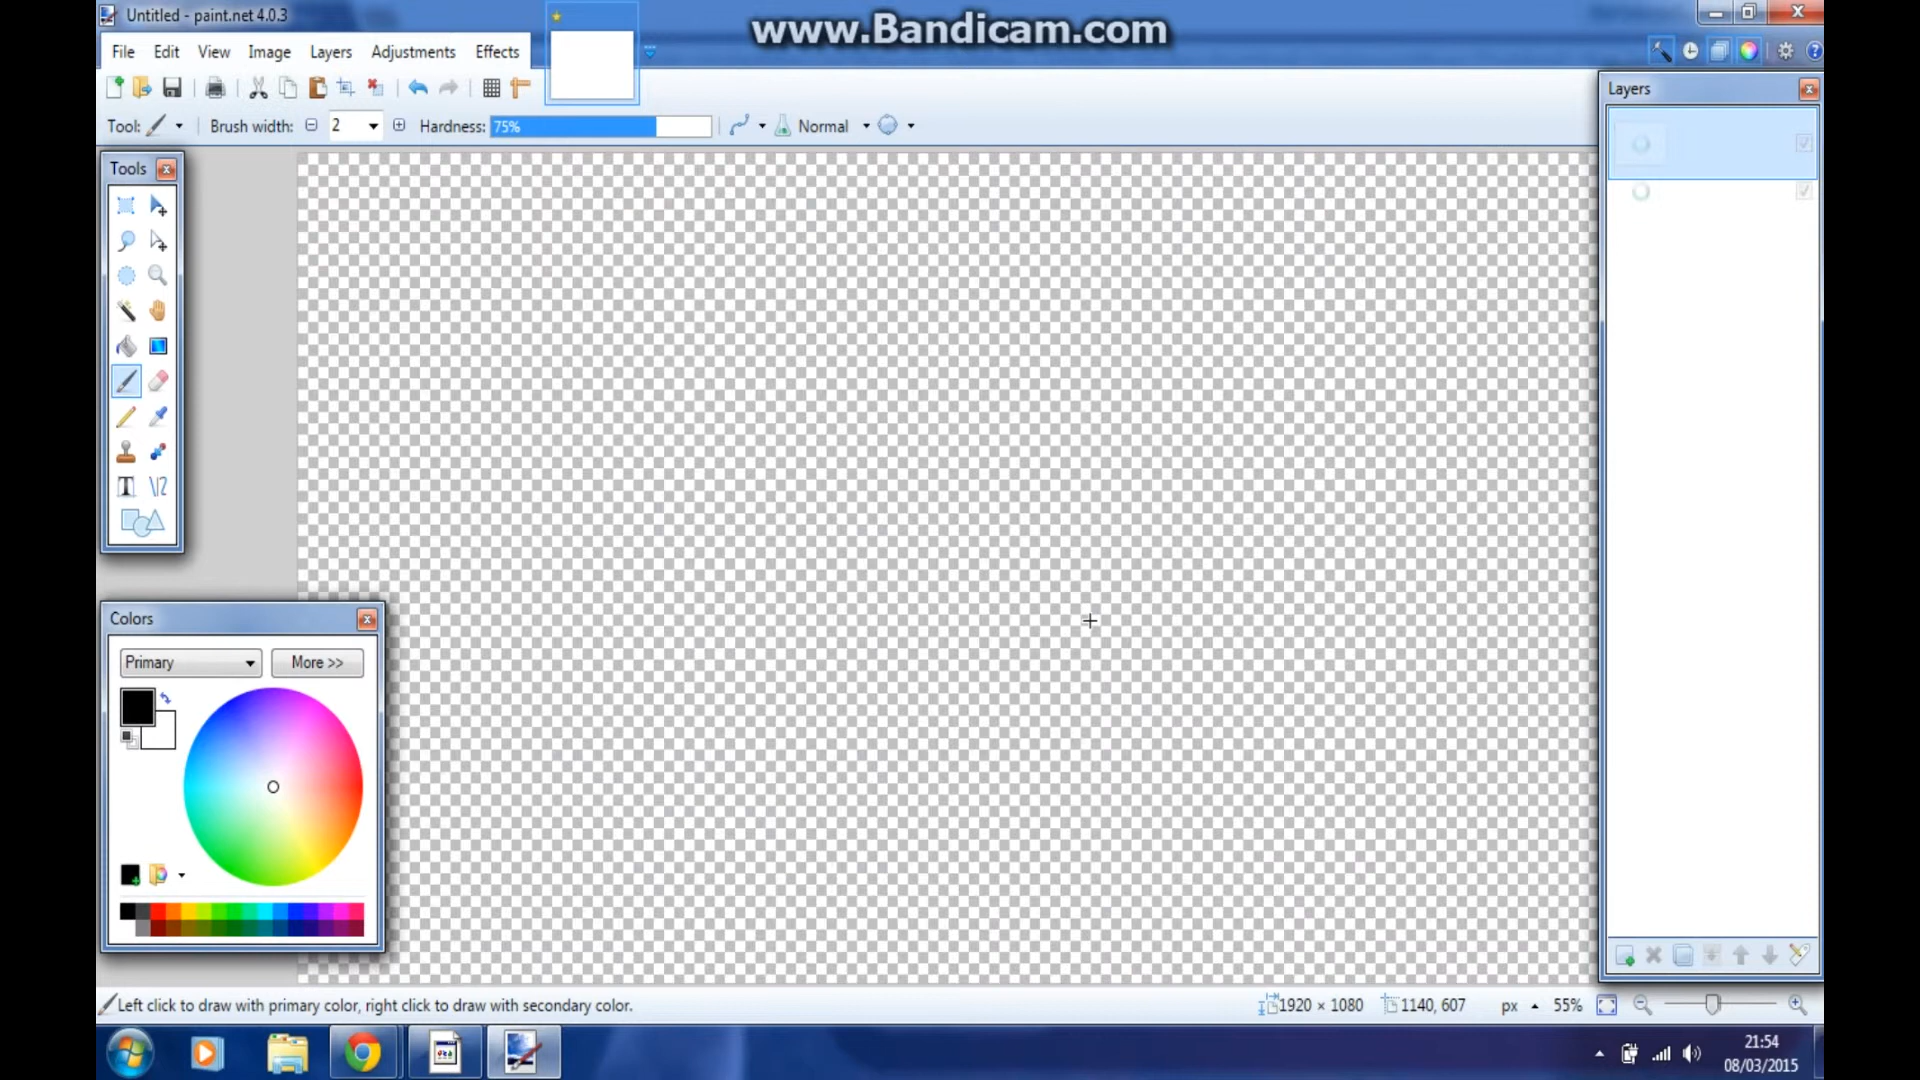 Untitled - paint.net 4.0.3
www.Bandicam.com
File Edit View Image Layers Adjustments Effects
Tool: Brush width: 2 Hardness: 75% Normal
Tools
Layers
Colors
Primary More >>
Left click to draw with primary color, right click to draw with secondary color.
1920 × 1080 1140, 607 px 55%
21:54
08/03/2015